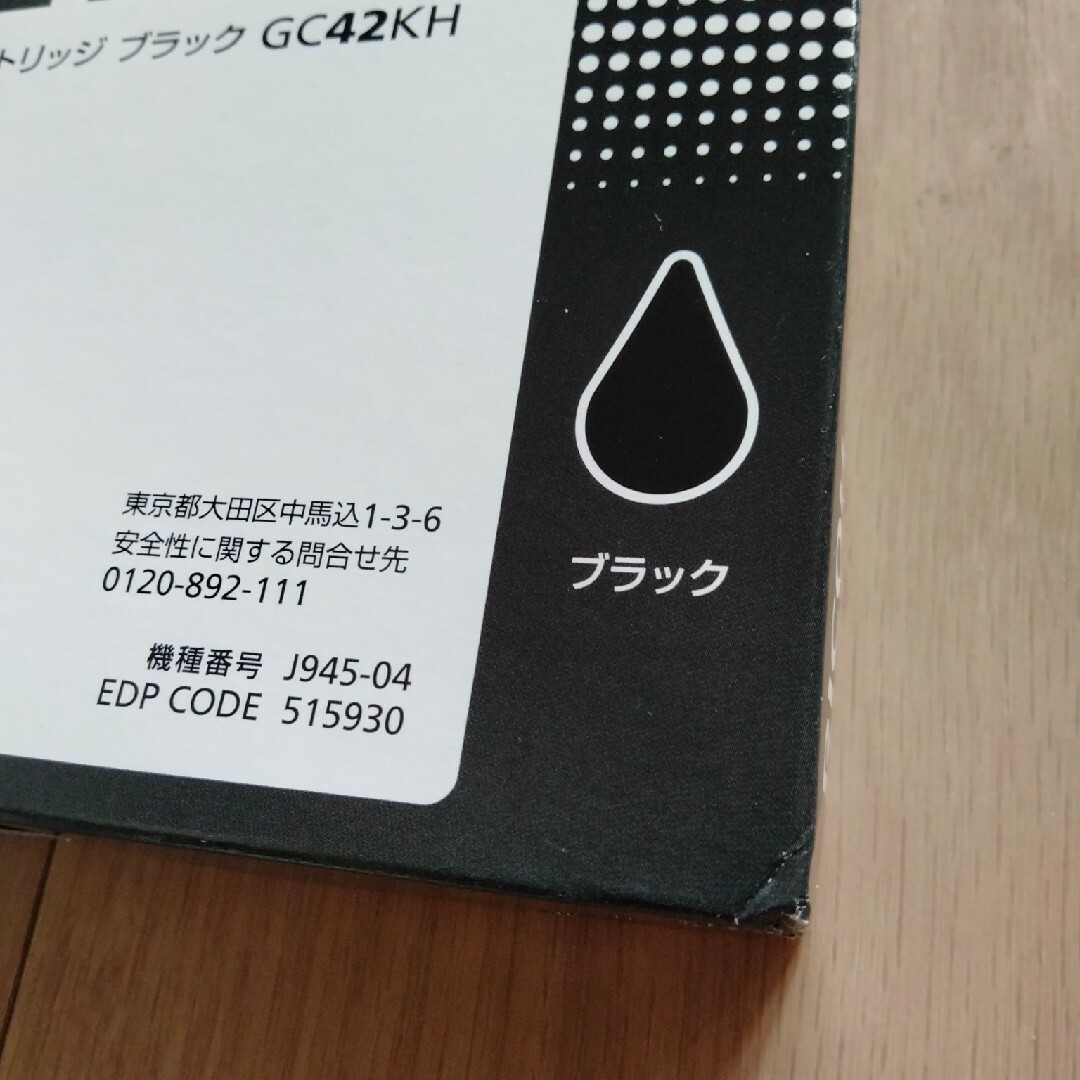 トリッジ ブラック GC42KH
東京都大田区中馬込1-3-6
安全性に関する問合せ先
0120-892-111
機種番号 J945-04
EDP CODE 515930
ブラック